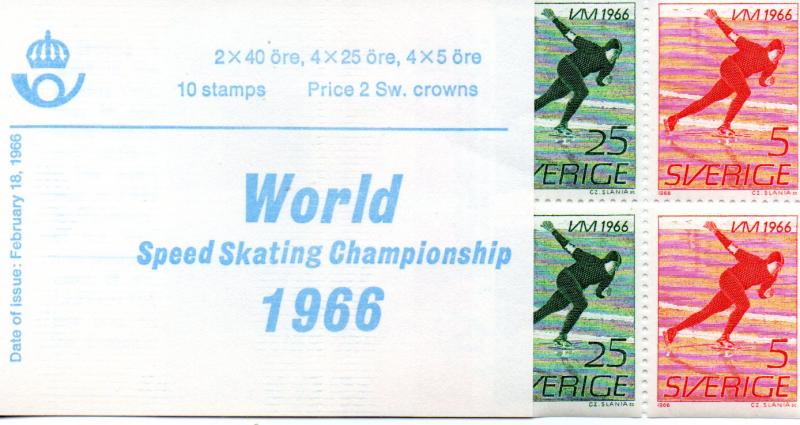 2×40 öre, 4×25 öre, 4×5 öre
10 stamps Price 2 Sw. crowns
Date of issue: February 18, 1966
World
Speed Skating Championship
1966
VM 1966
25
SVERIGE
CZ. SLANIA
VM 1966
5
SVERIGE
1966 CZ. SLANIA
VM 1966
25
SVERIGE
CZ. SLANIA
VM 1966
5
SVERIGE
1966 CZ. SLANIA